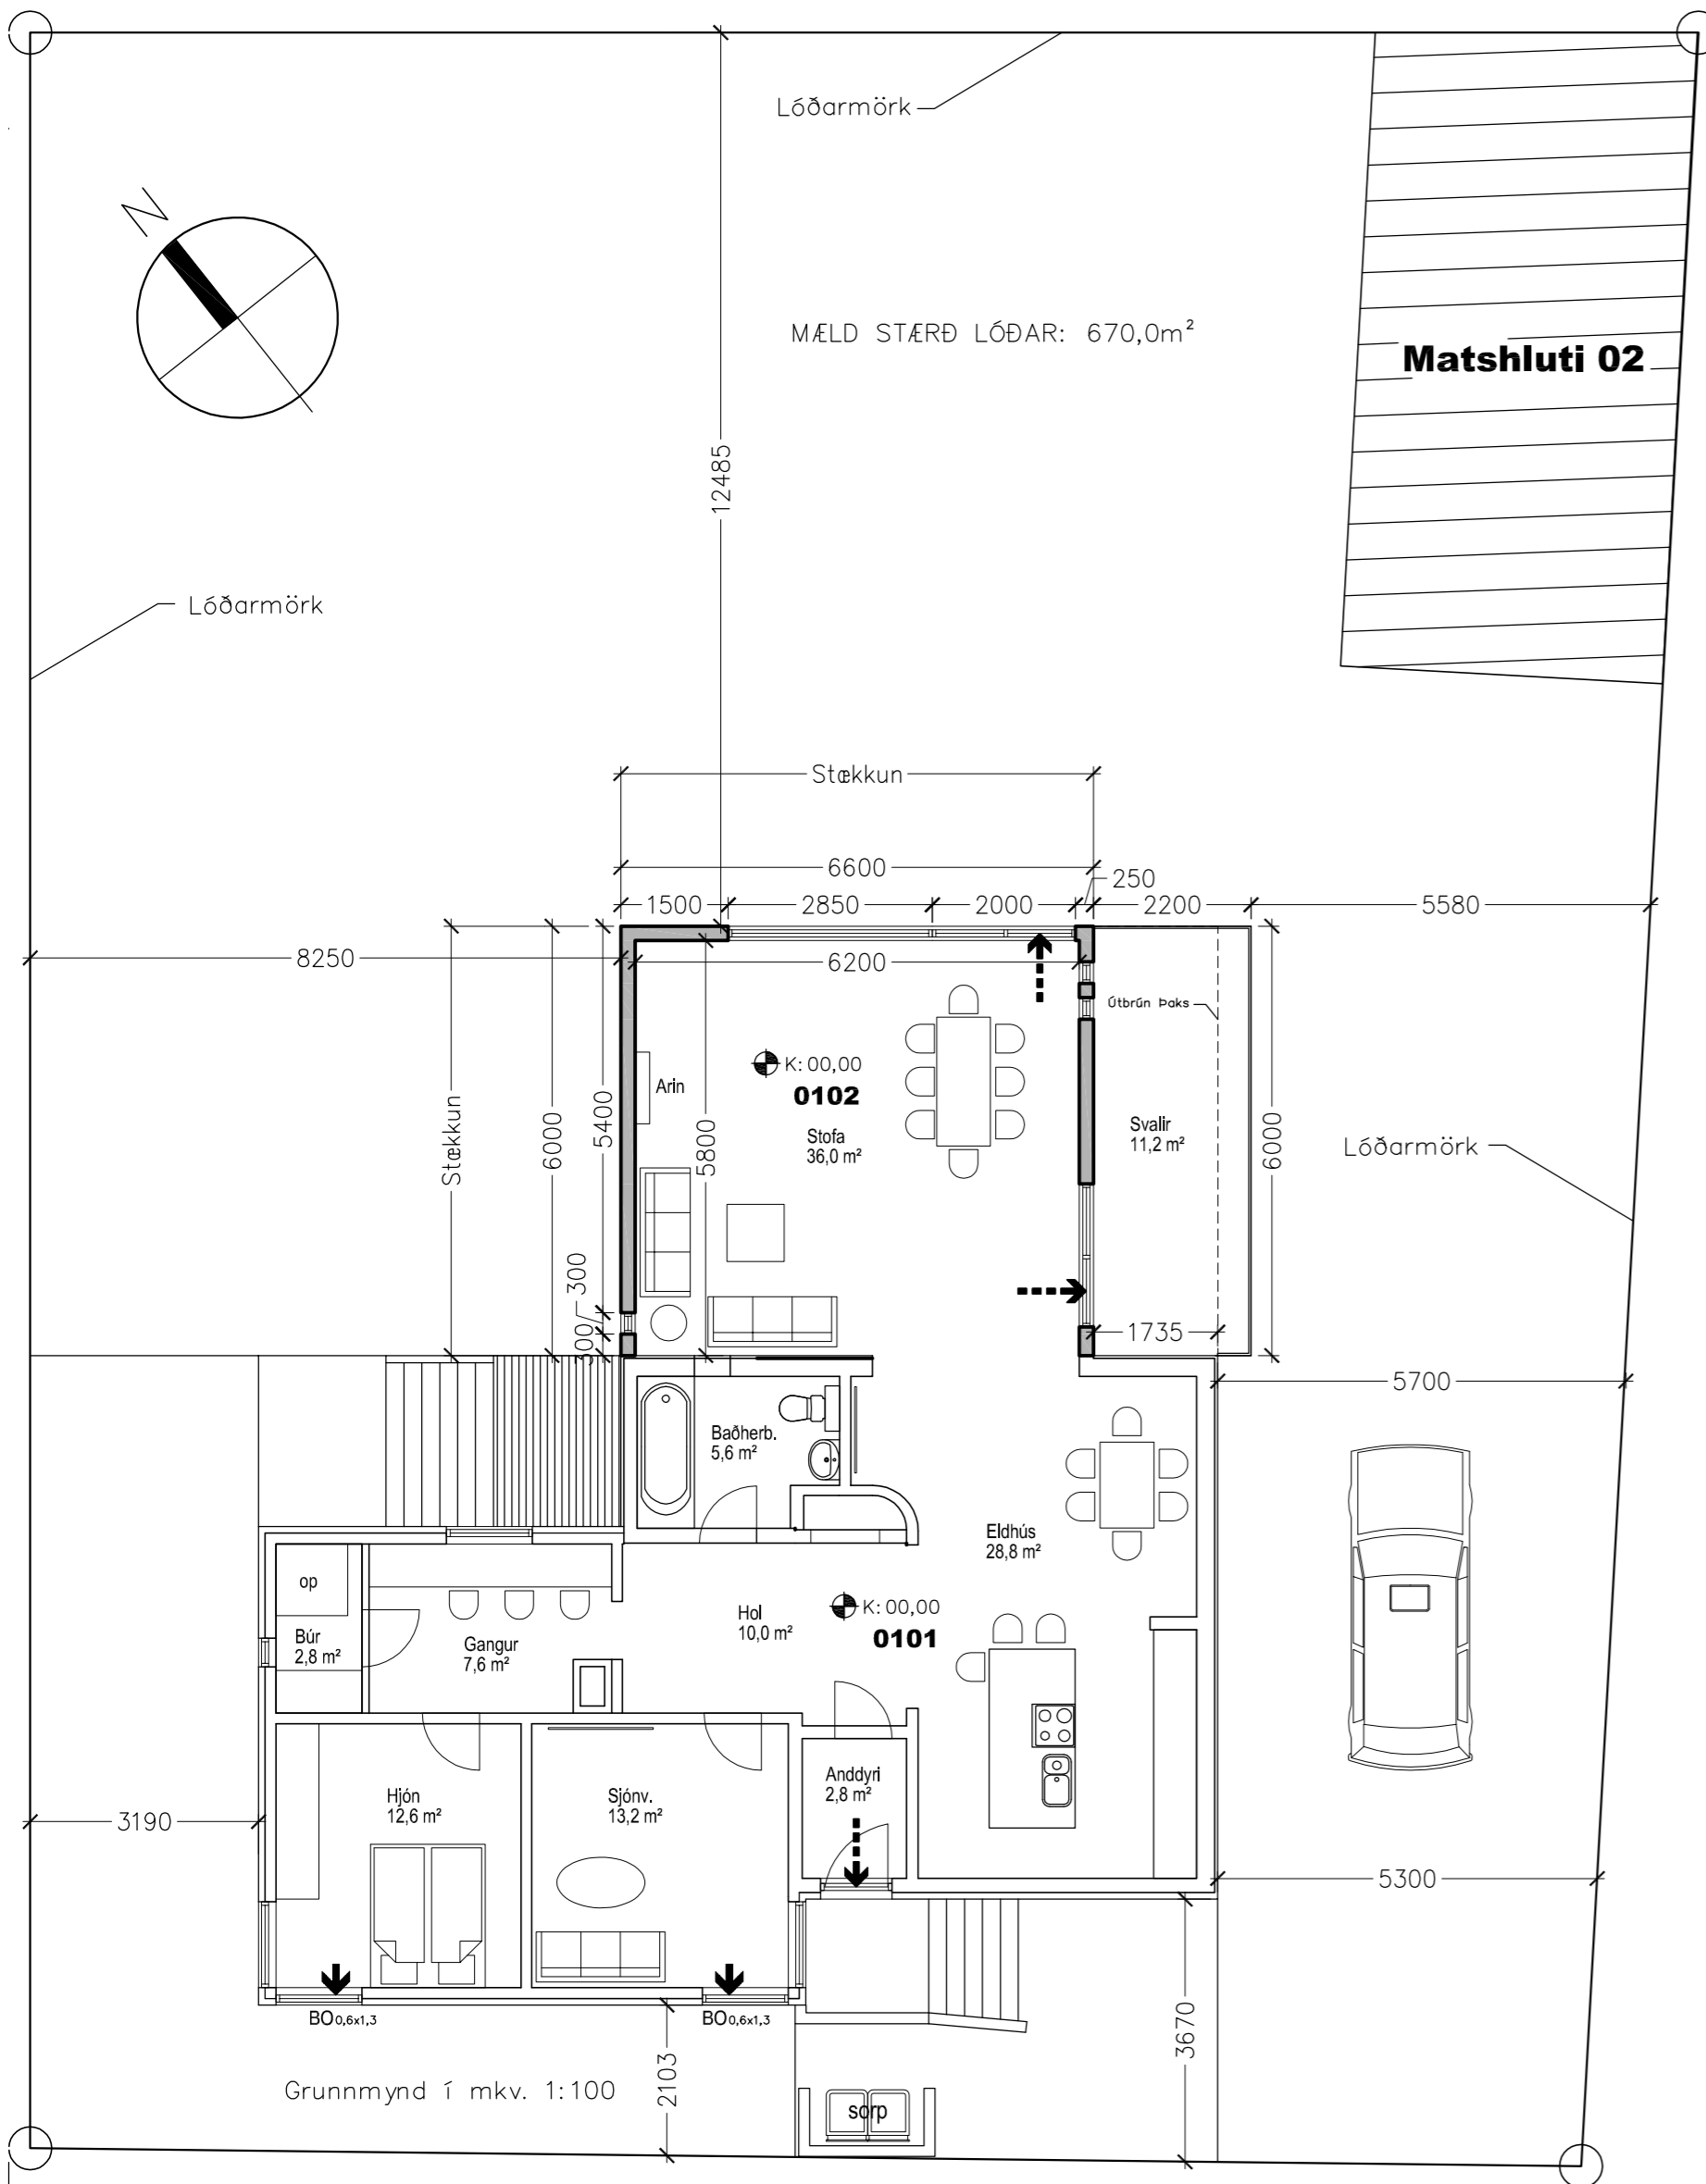 Lóðarmörk
N
MÆLD STÆRÐ LÓÐAR: 670,0m²
Matshluti 02
12485
Lóðarmörk
Stækkun
6600
250
1500
2850
2000
2200
5580
8250
6200
Útbrún Þaks
K: 00,00
0102
Arin
Stofa
36,0 m²
Svalir
11,2 m²
Stækkun
6000
5400
5800
6000
Lóðarmörk
300
300
1735
5700
Baðherb.
5,6 m²
Eldhús
28,8 m²
op
Búr
2,8 m²
Gangur
7,6 m²
Hol
10,0 m²
K: 00,00
0101
Hjón
12,6 m²
Sjónv.
13,2 m²
Anddyri
2,8 m²
3190
5300
BO0,6x1,3
BO0,6x1,3
2103
3670
Grunnmynd í mkv. 1:100
sorp